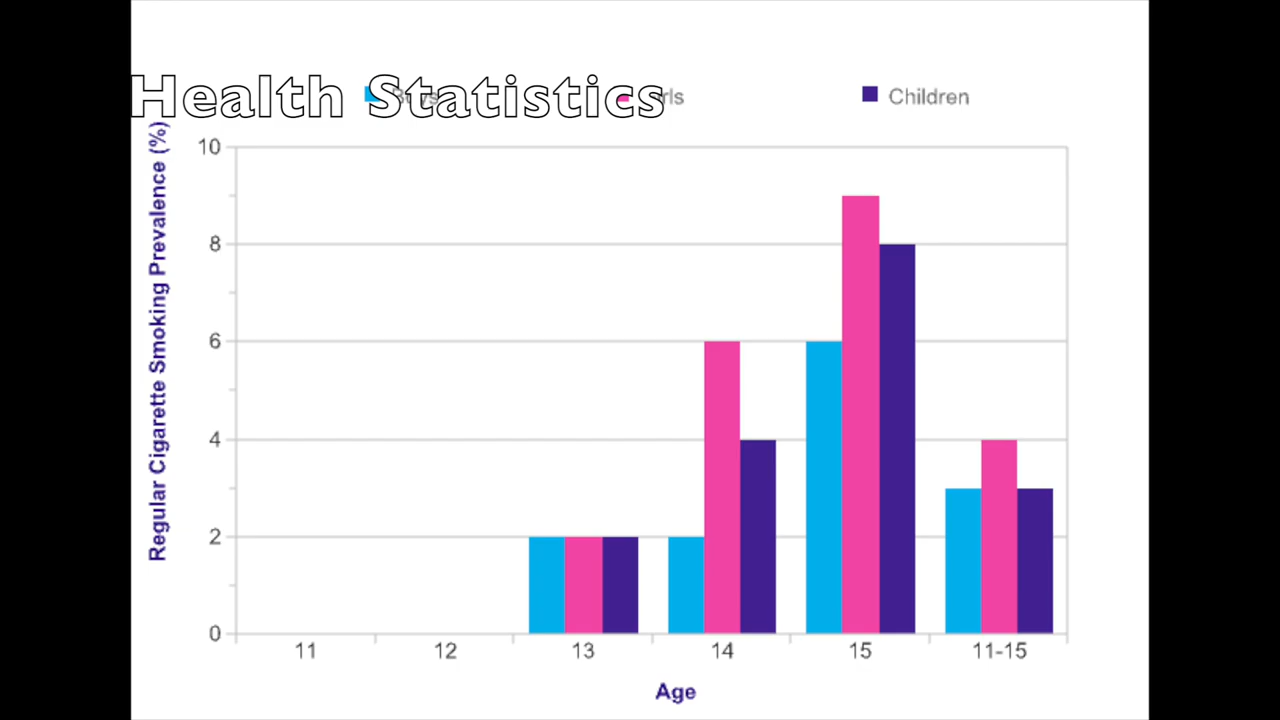 Health Statistics
Boys
Children
Regular Cigarette Smoking Prevalence (%)
10
8
6
4
2
0
11 12 13 14 15 11-15
Age